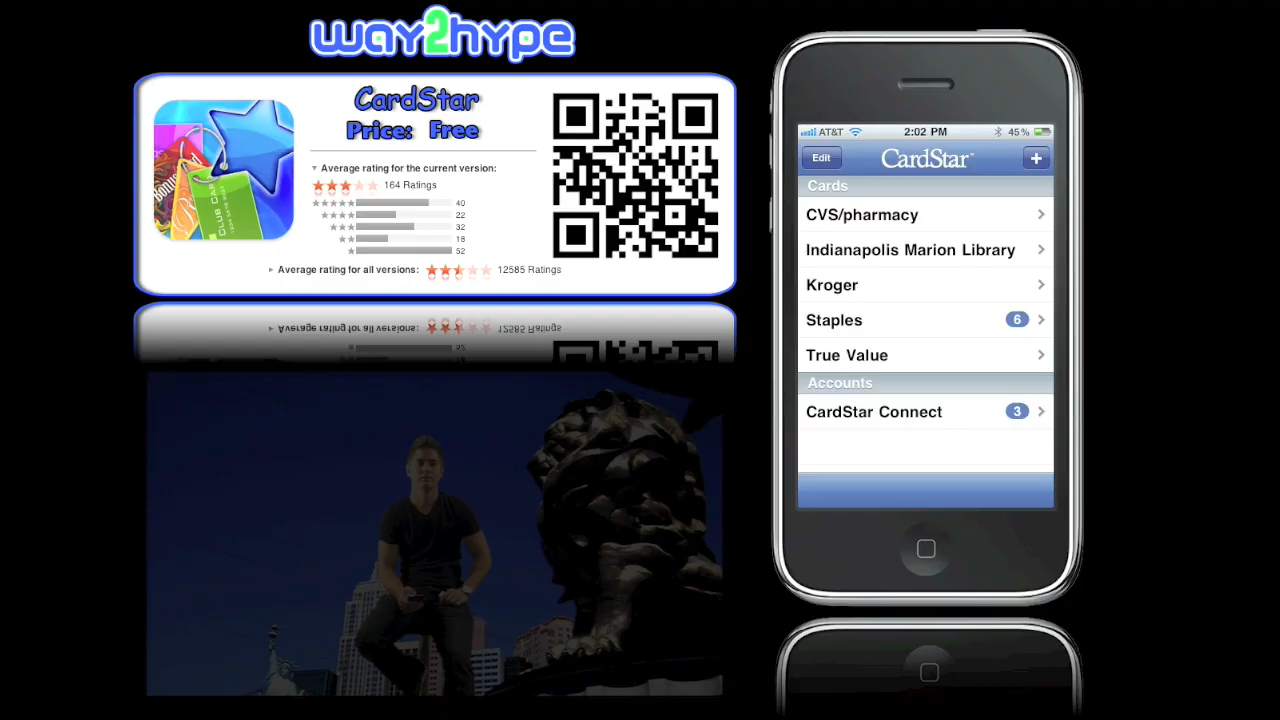 way2hype
CardStar
Price: Free
Average rating for the current version:
164 Ratings
40
22
32
18
52
Average rating for all versions:
12585 Ratings
AT&T
2:02 PM
45%
Edit
CardStar™
+
Cards
CVS/pharmacy
Indianapolis Marion Library
Kroger
Staples
6
True Value
Accounts
CardStar Connect
3